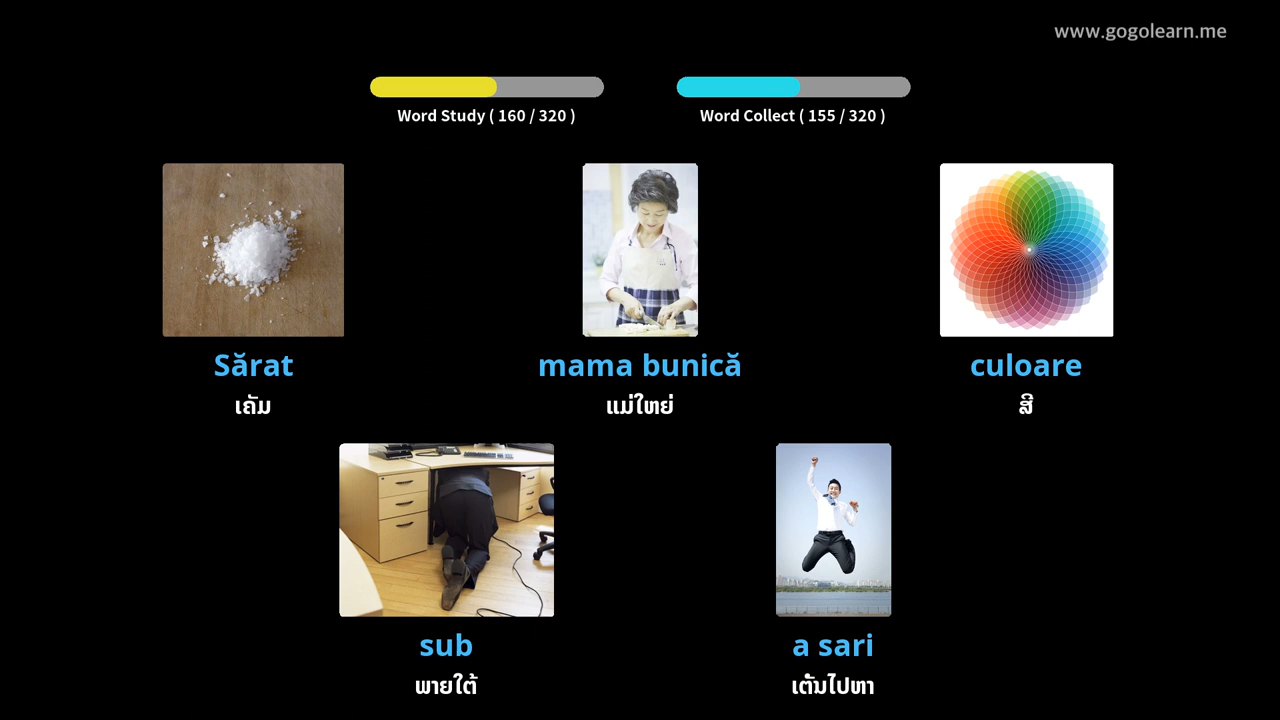 www.gogolearn.me
Word Study ( 160 / 320 )
Word Collect ( 155 / 320 )
Sărat
ເຄັມ
mama bunică
ແມ່ໃຫຍ່
culoare
ສີ
sub
ພາຍໃຕ້
a sari
ເຕັນໄປຫາ